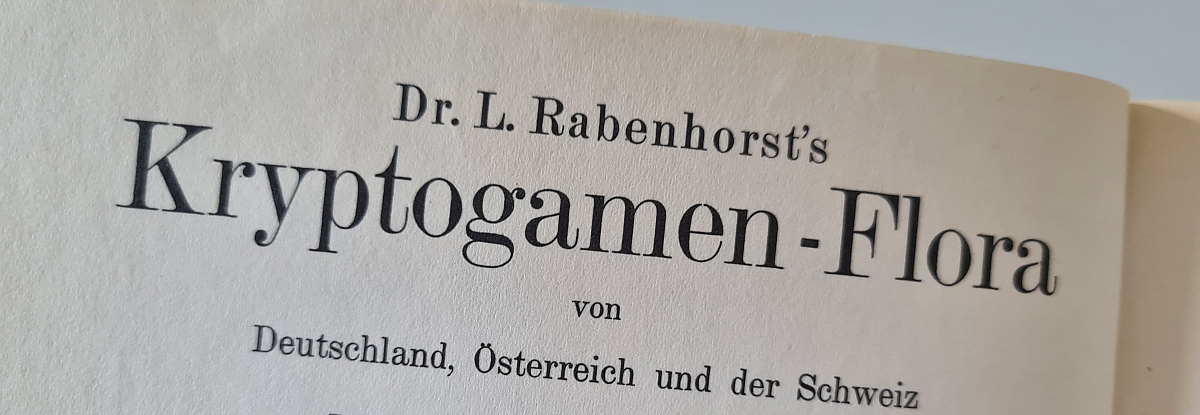 Dr. L. Rabenhorst's
Kryptogamen-Flora
von
Deutschland, Österreich und der Schweiz